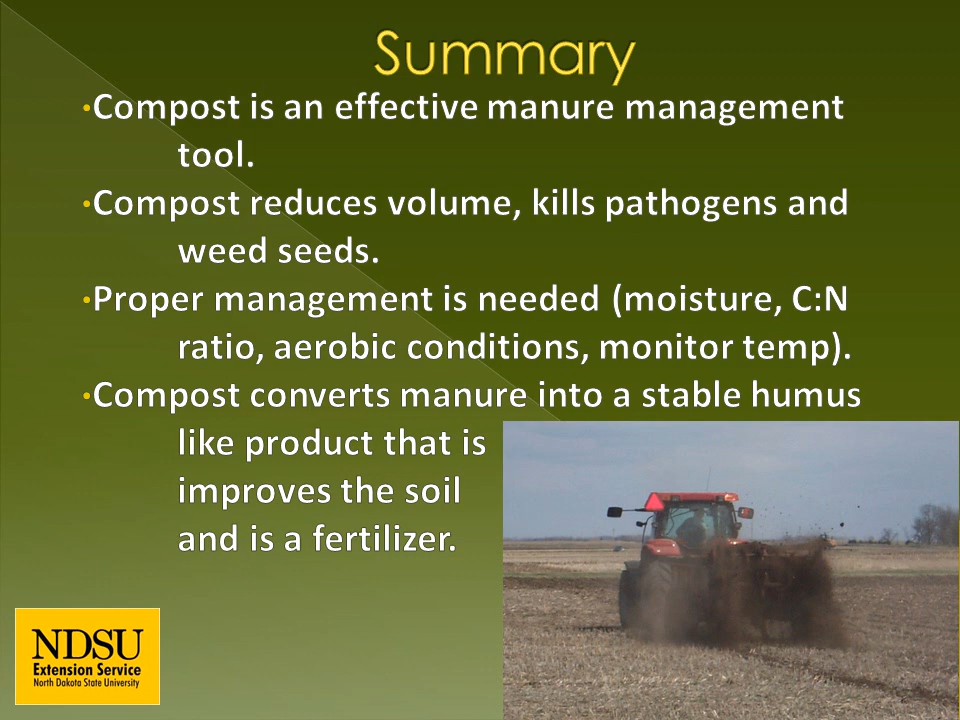 Summary
•Compost is an effective manure management
tool.
•Compost reduces volume, kills pathogens and
weed seeds.
•Proper management is needed (moisture, C:N
ratio, aerobic conditions, monitor temp).
•Compost converts manure into a stable humus
like product that is
improves the soil
and is a fertilizer.
NDSU
Extension Service
North Dakota State University